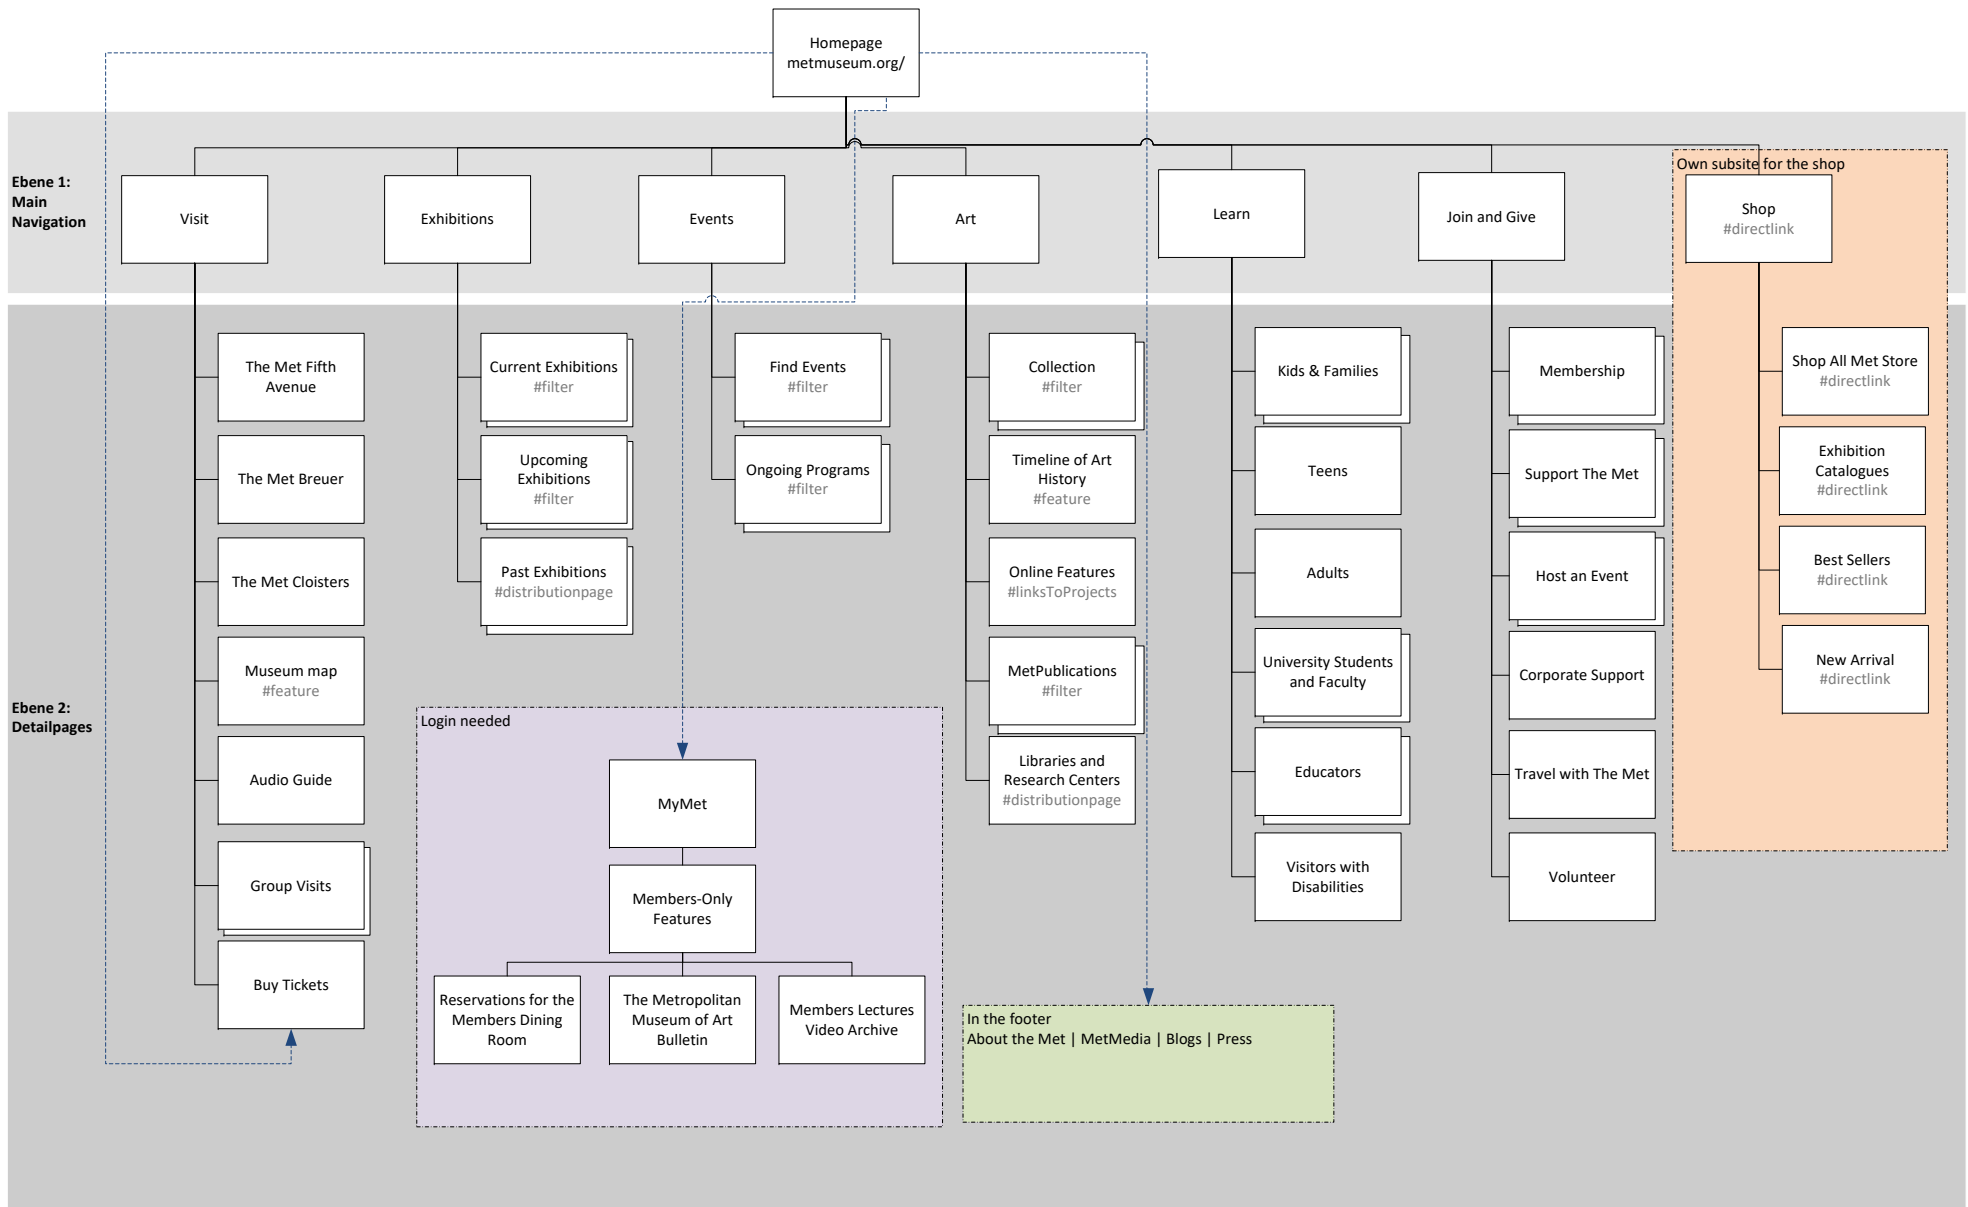 Homepage
metmuseum.org/
Ebene 1:
Main
Navigation
Visit
Exhibitions
Events
Art
Learn
Join and Give
Own subsite for the shop
Shop
#directlink
Ebene 2:
Detailpages
The Met Fifth
Avenue
The Met Breuer
The Met Cloisters
Museum map
#feature
Audio Guide
Group Visits
Buy Tickets
Current Exhibitions
#filter
Upcoming
Exhibitions
#filter
Past Exhibitions
#distributionpage
Find Events
#filter
Ongoing Programs
#filter
Collection
#filter
Timeline of Art
History
#feature
Online Features
#linksToProjects
MetPublications
#filter
Libraries and
Research Centers
#distributionpage
Kids & Families
Teens
Adults
University Students
and Faculty
Educators
Visitors with
Disabilities
Membership
Support The Met
Host an Event
Corporate Support
Travel with The Met
Volunteer
Shop All Met Store
#directlink
Exhibition
Catalogues
#directlink
Best Sellers
#directlink
New Arrival
#directlink
Login needed
MyMet
Members-Only
Features
Reservations for the
Members Dining
Room
The Metropolitan
Museum of Art
Bulletin
Members Lectures
Video Archive
In the footer
About the Met | MetMedia | Blogs | Press